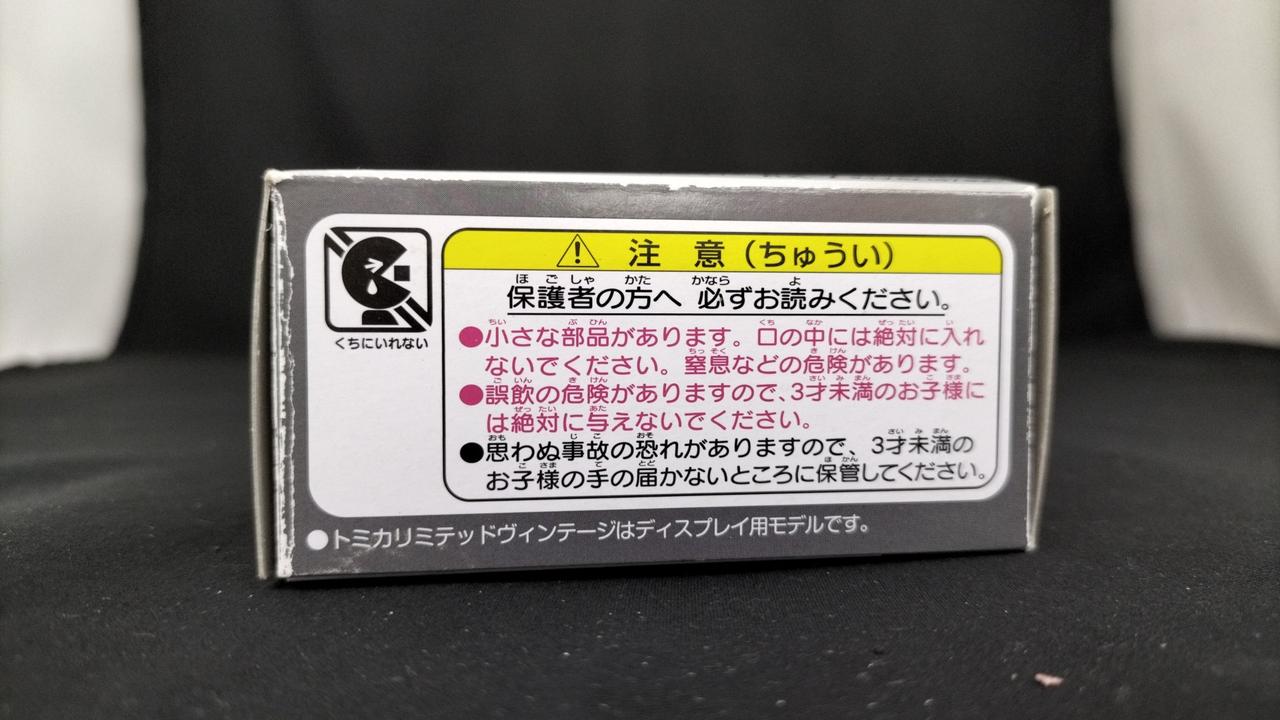 くちにいれない
注 意（ちゅうい）
保護者の方へ 必ずお読みください。
●小さな部品があります。口の中には絶対に入れ
ないでください。窒息などの危険があります。
●誤飲の危険がありますので、3才未満のお子様に
は絶対に与えないでください。
●思わぬ事故の恐れがありますので、3才未満の
お子様の手の届かないところに保管してください。
●トミカリミテッドヴィンテージはディスプレイ用モデルです。